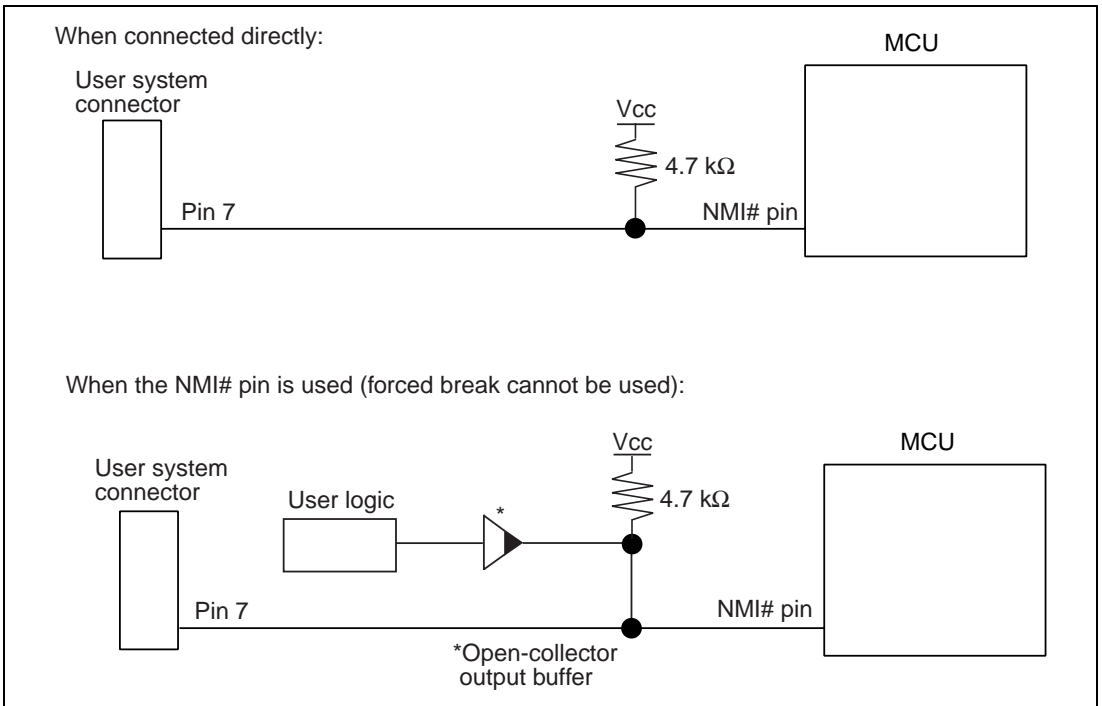 When connected directly:
MCU
User system
connector
Vcc
4.7 kΩ
Pin 7
NMI# pin
When the NMI# pin is used (forced break cannot be used):
Vcc
MCU
User system
connector
User logic
*
4.7 kΩ
Pin 7
NMI# pin
*Open-collector
output buffer